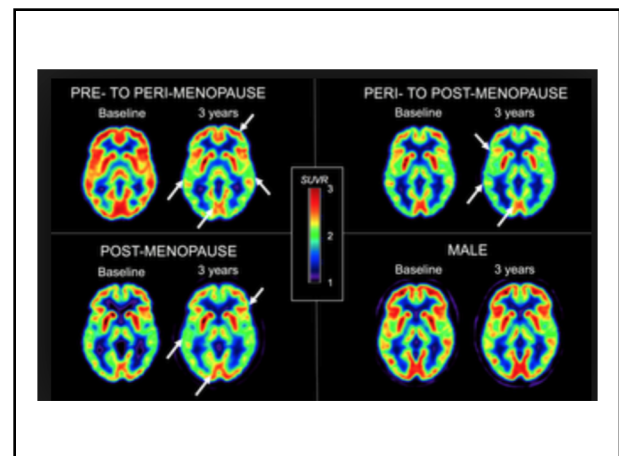 PRE- TO PERI-MENOPAUSE
Baseline 3 years
PERI- TO POST-MENOPAUSE
Baseline 3 years
SUVR
3
2
1
POST-MENOPAUSE
Baseline 3 years
MALE
Baseline 3 years